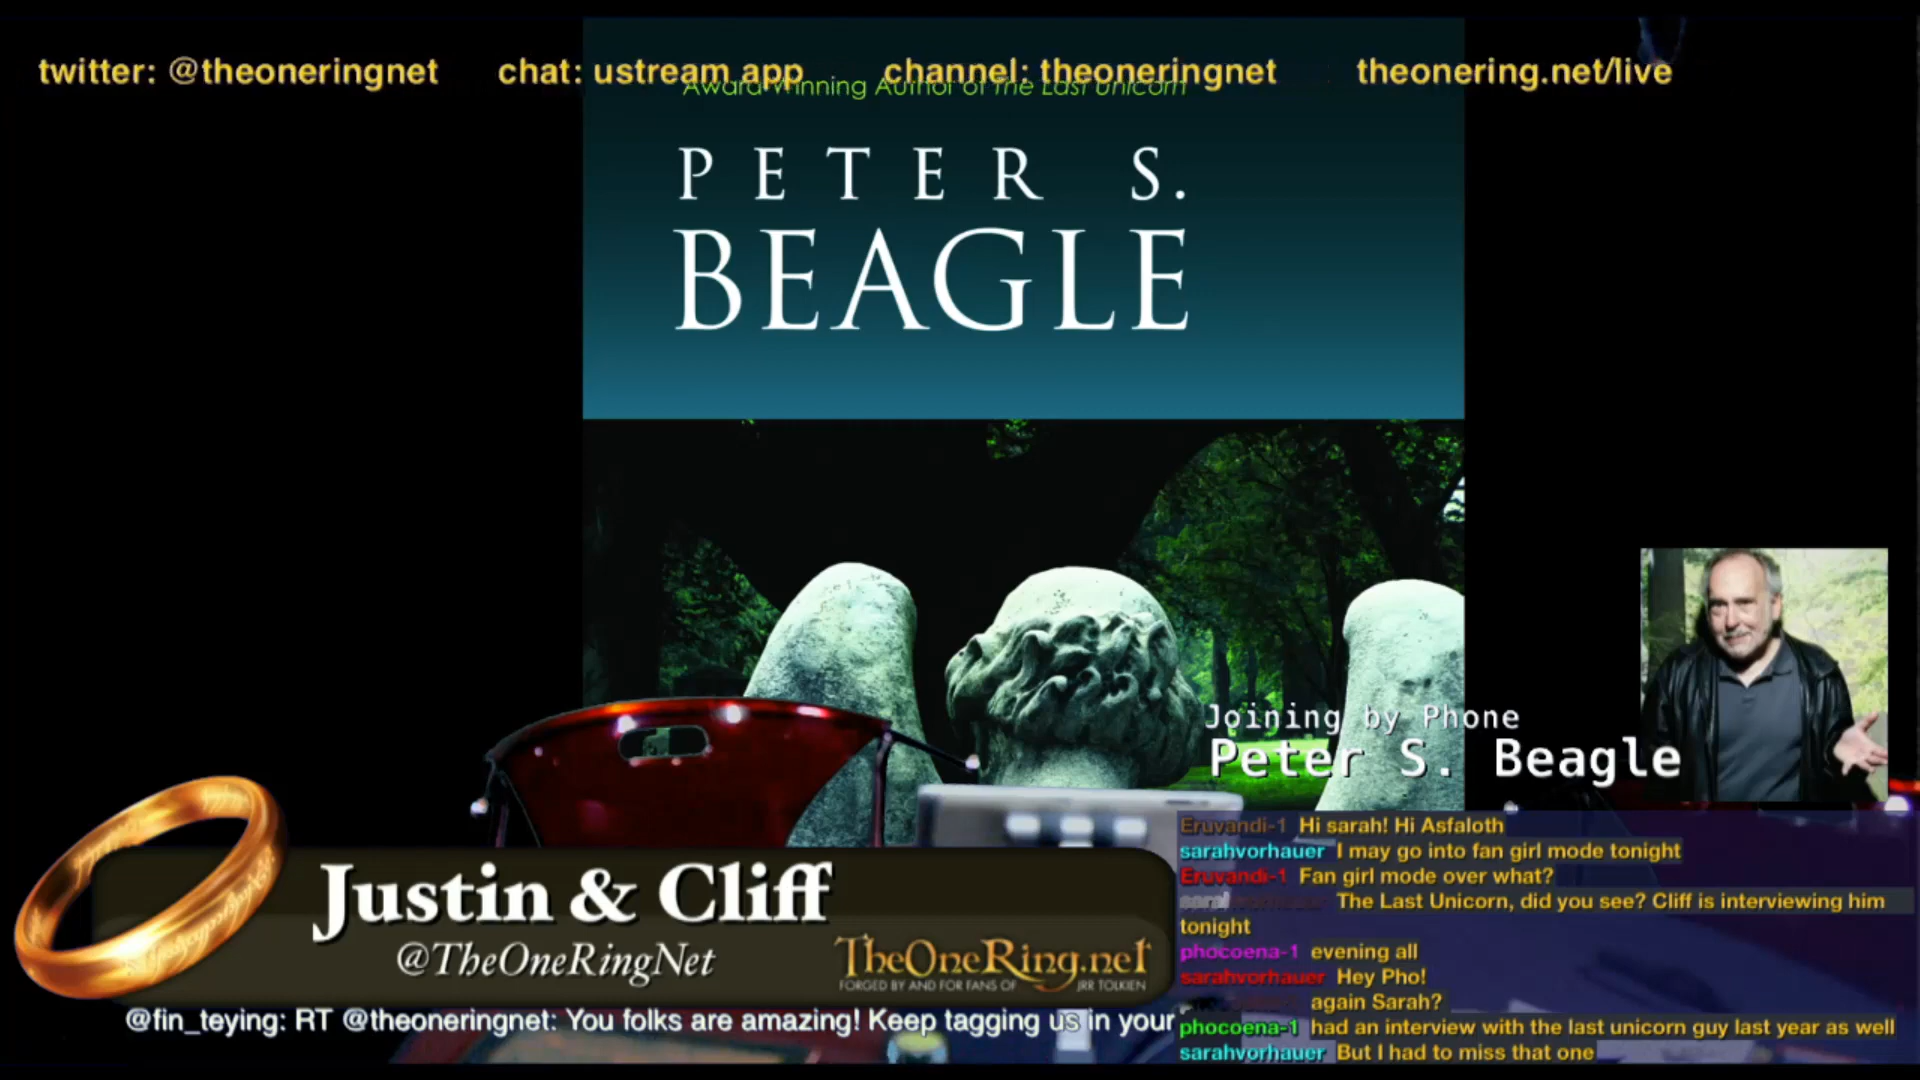 twitter: @theoneringnet chat: ustream app channel: theoneringnet theonering.net/live
Award Winning Author of The Last Unicorn
PETER S.
BEAGLE
Joining by Phone
Peter S. Beagle
Justin & Cliff
@TheOneRingNet
TheOneRing.net
FORGED BY AND FOR FANS OF JRR TOLKIEN
@fin_teying: RT @theoneringnet: You folks are amazing! Keep tagging us in your
Eruvandi-1 Hi sarah! Hi Asfaloth
sarahvorhauer I may go into fan girl mode tonight
Eruvandi-1 Fan girl mode over what?
sarahvorhauer The Last Unicorn, did you see? Cliff is interviewing him
tonight
phocoena-1 evening all
sarahvorhauer Hey Pho!
again Sarah?
phocoena-1 had an interview with the last unicorn guy last year as well
sarahvorhauer But I had to miss that one